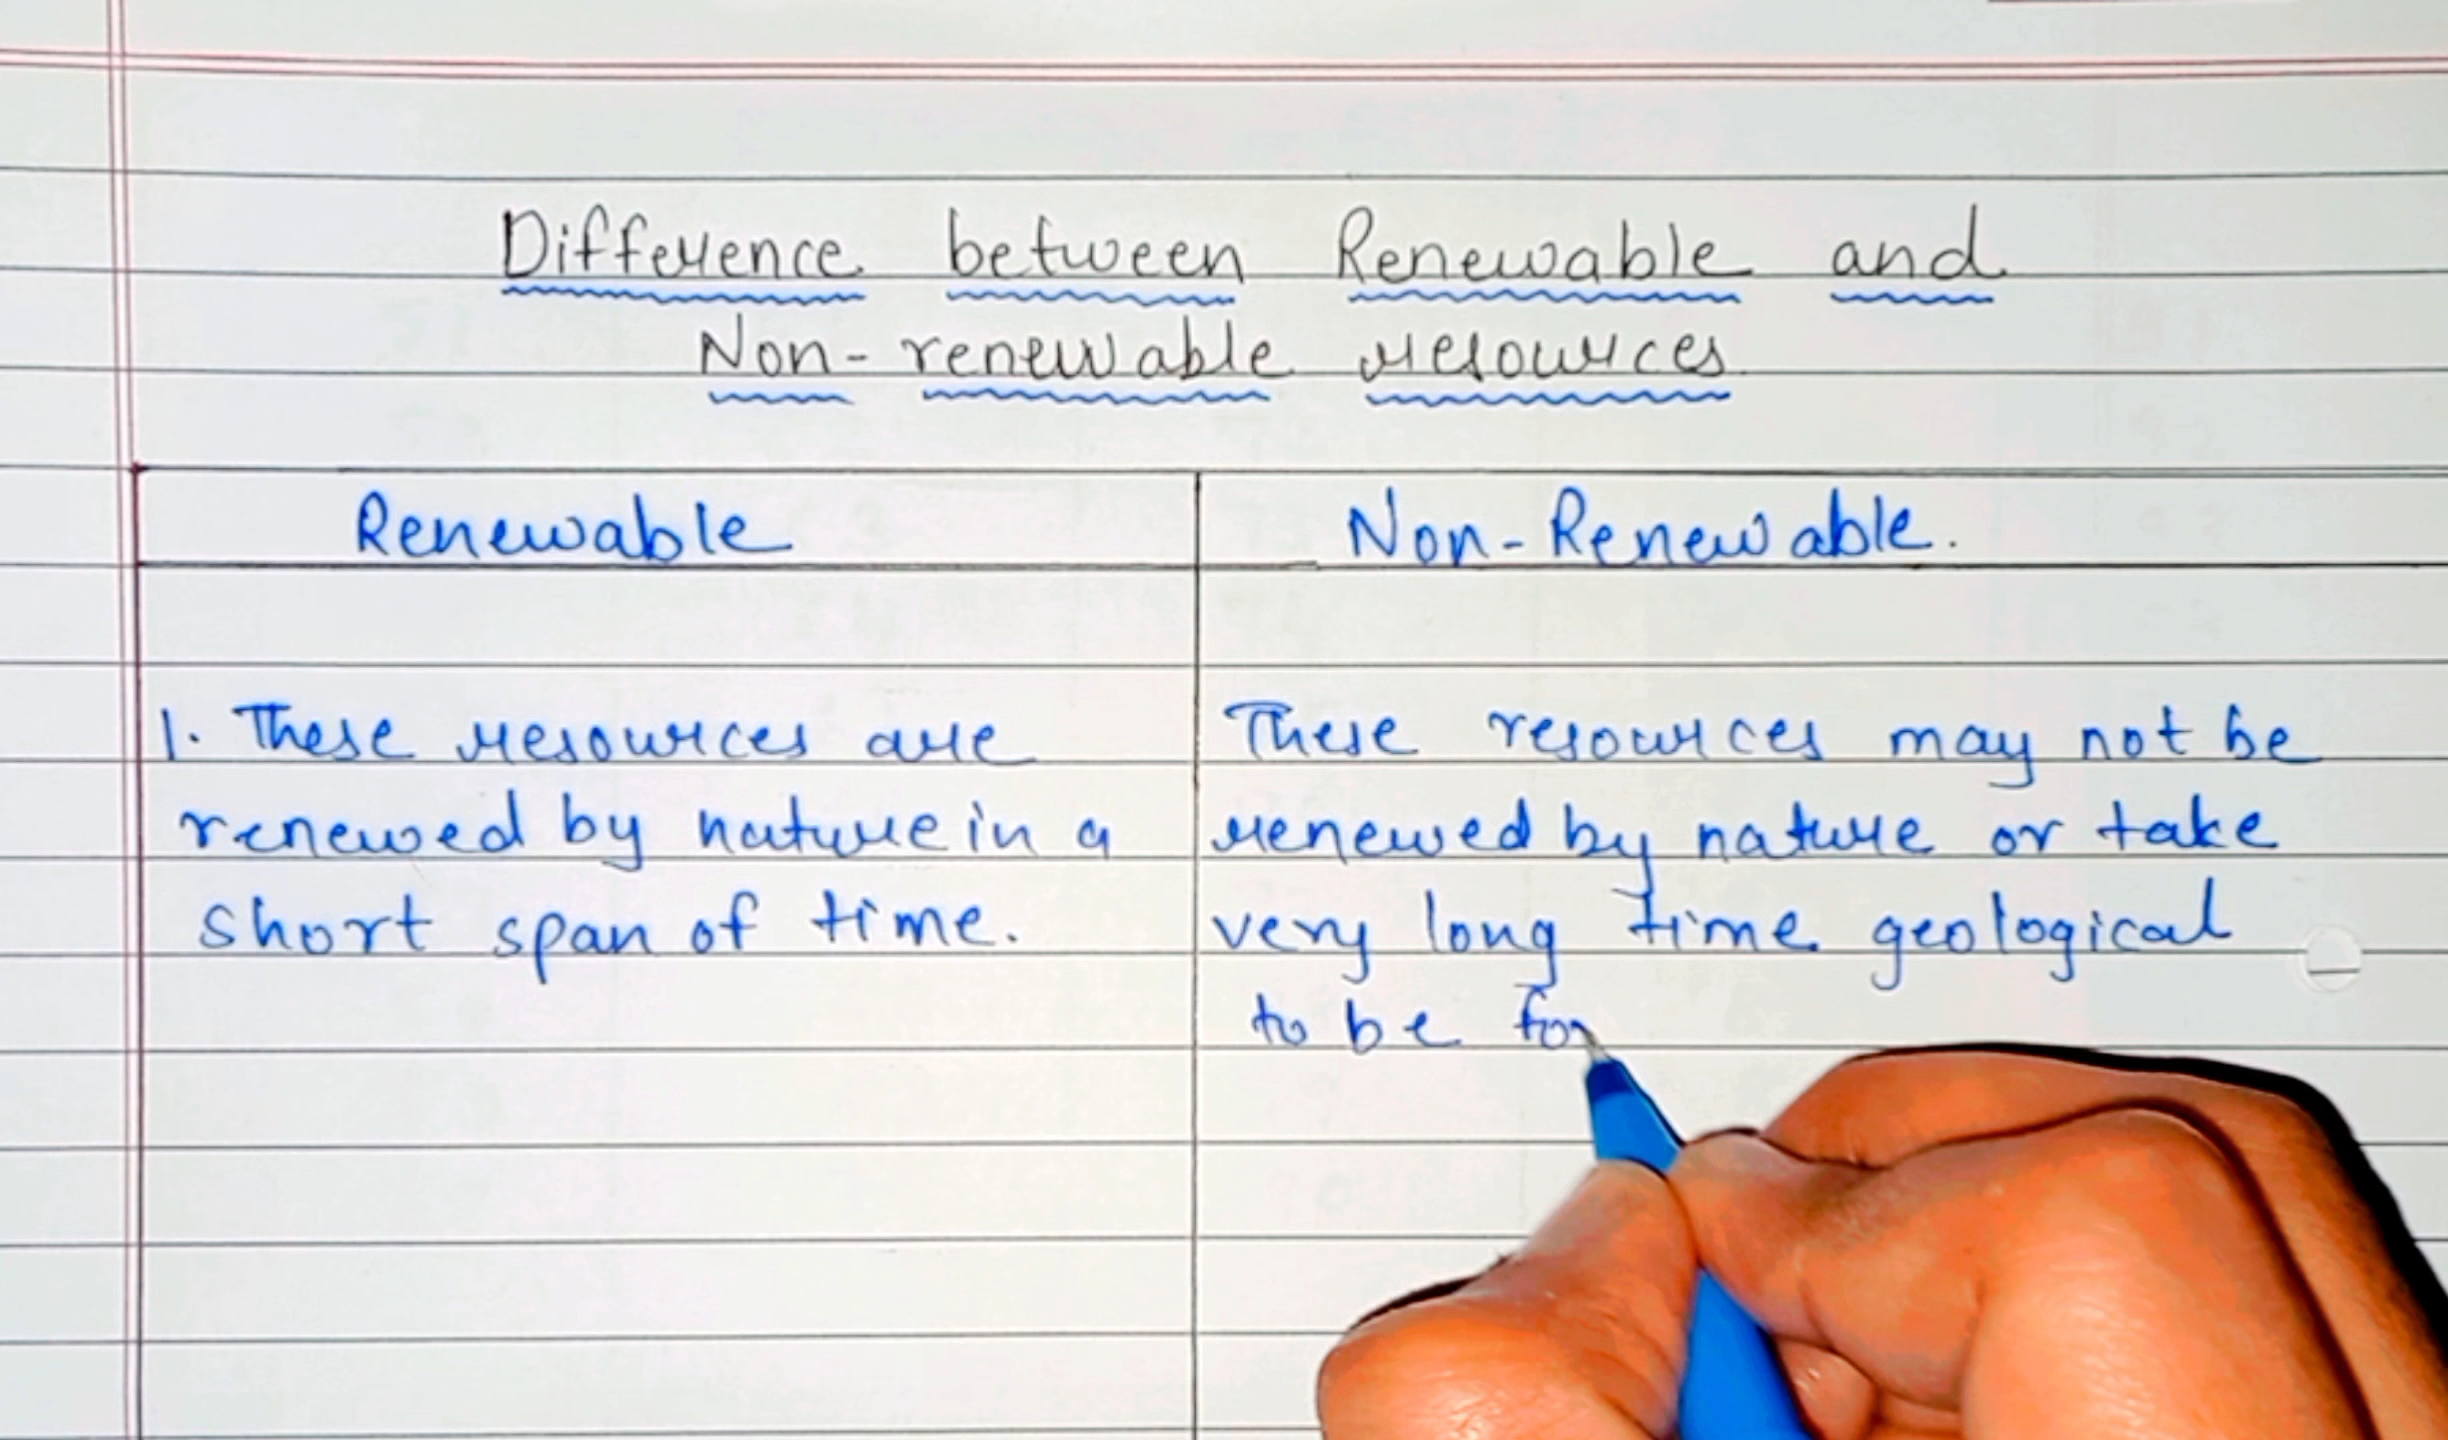 Difference between Renewable and
Non-renewable resources
Renewable
Non-Renewable.
1. These resources are
renewed by nature in a
short span of time.
These resources may not be
renewed by nature or take
very long time geological
to be for